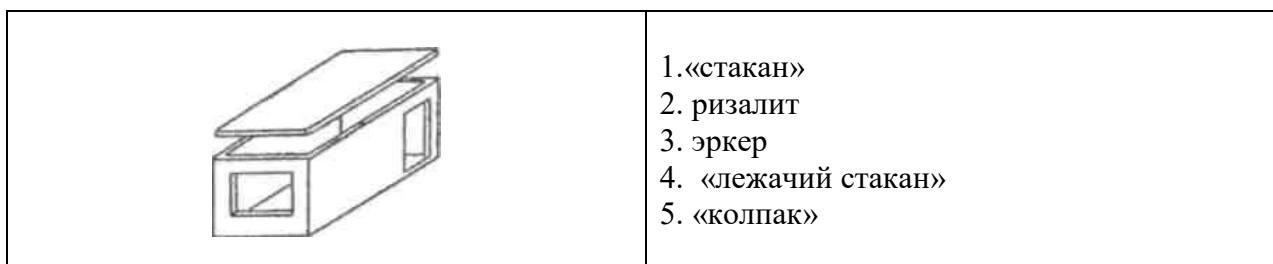 1.«стакан»
2. ризалит
3. эркер
4. «лежачий стакан»
5. «колпак»